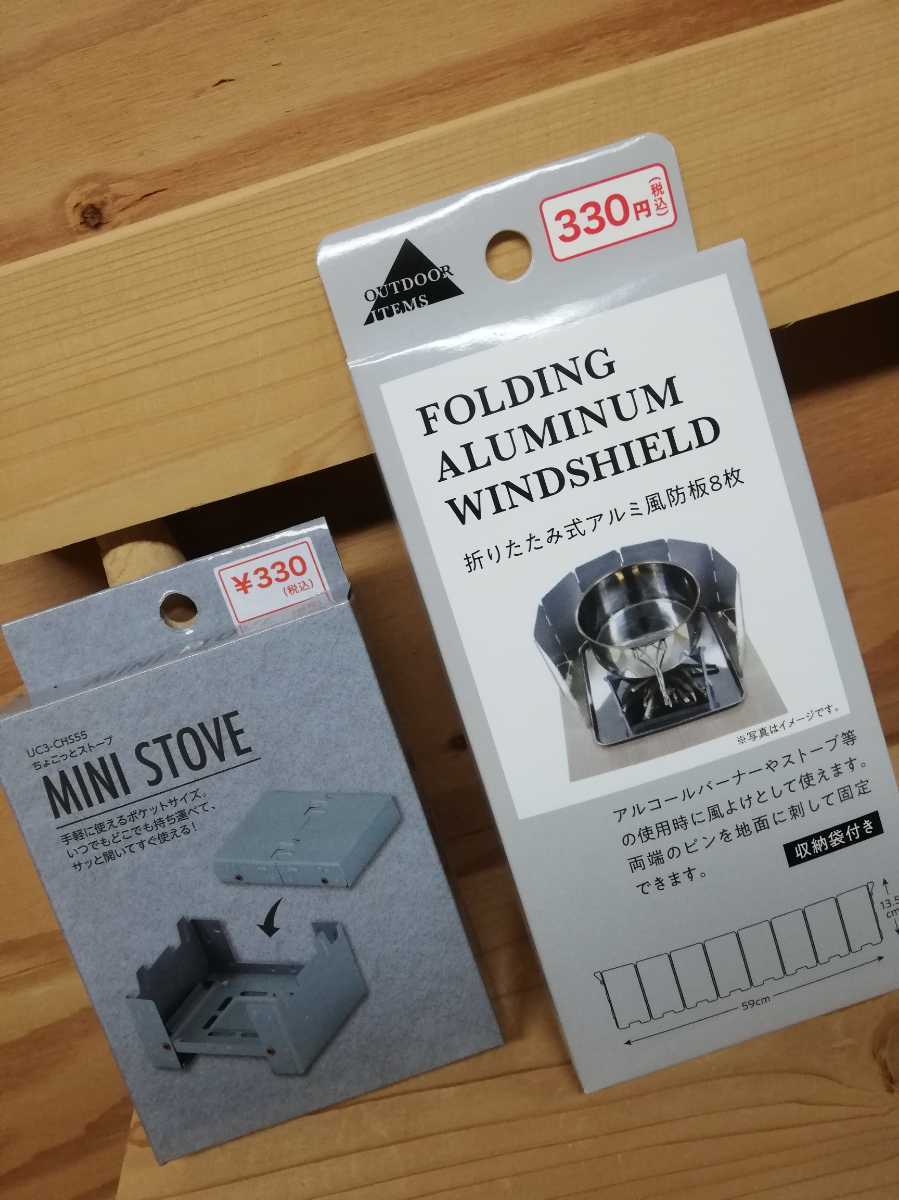 ¥330
(税込)
UC3-CH555
ちょこっとストーブ
MINI STOVE
手軽に使えるポケットサイズ。
いつでもどこでも持ち運べて、
サッと開いてすぐ使える!
OUTDOOR
ITEMS
330円(税込)
FOLDING
ALUMINUM
WINDSHIELD
折りたたみ式アルミ風防板8枚
※写真はイメージです。
アルコールバーナーやストーブ等
の使用時に風よけとして使えます。
両端のピンを地面に刺して固定
できます。
収納袋付き
13.5
cm
59cm